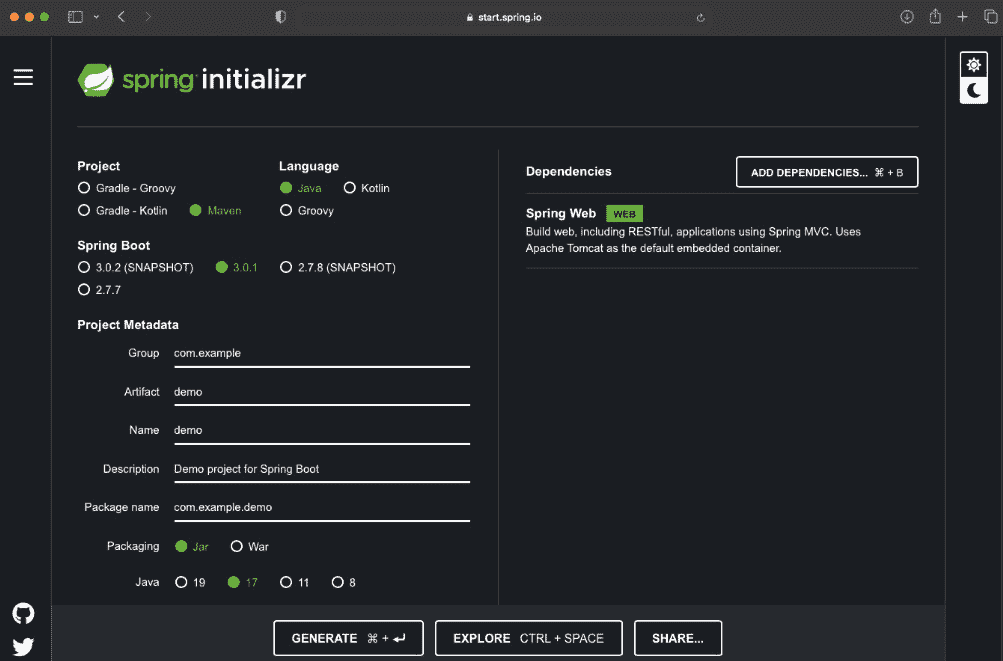 start.spring.io
spring initializr
Project
Gradle - Groovy
Gradle - Kotlin Maven
Language
Java Kotlin
Groovy
Spring Boot
3.0.2 (SNAPSHOT) 3.0.1 2.7.8 (SNAPSHOT)
2.7.7
Project Metadata
Group com.example
Artifact demo
Name demo
Description Demo project for Spring Boot
Package name com.example.demo
Packaging Jar War
Java 19 17 11 8
Dependencies ADD DEPENDENCIES... ⌘ + B
Spring Web WEB
Build web, including RESTful, applications using Spring MVC. Uses
Apache Tomcat as the default embedded container.
GENERATE ⌘ + ↵ EXPLORE CTRL + SPACE SHARE...